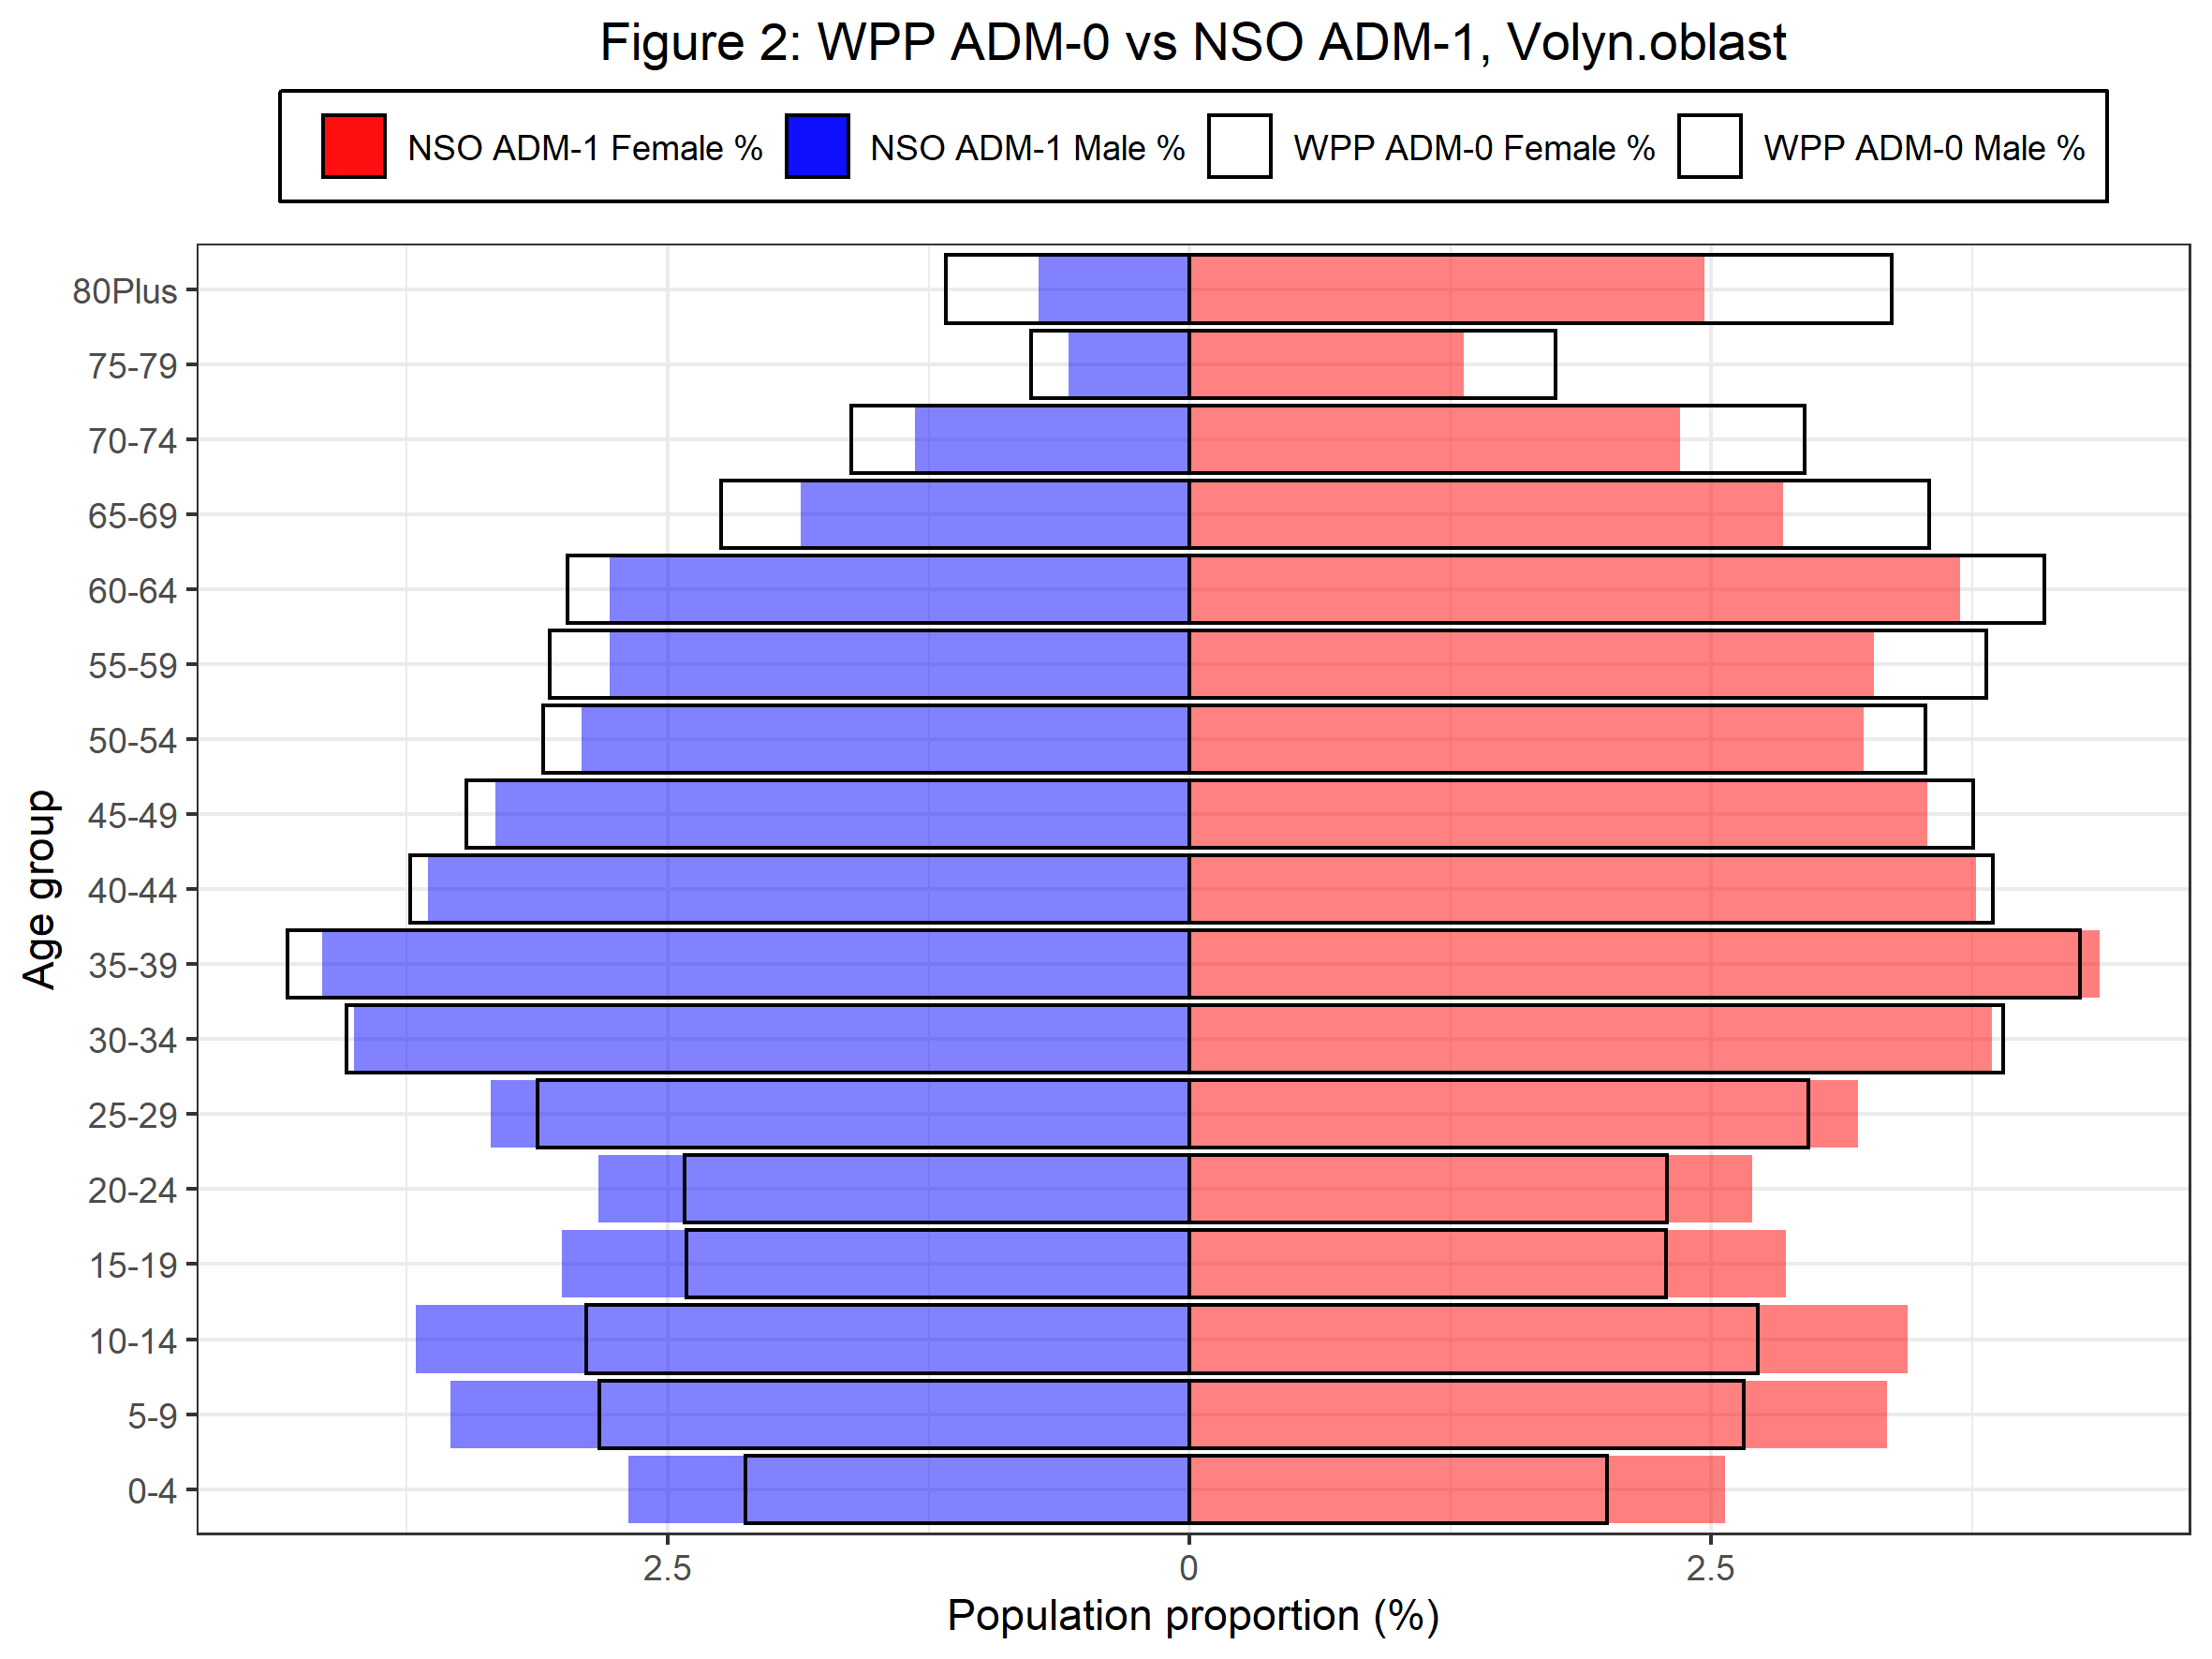 Figure 2: WPP ADM-0 vs NSO ADM-1, Volyn.oblast
NSO ADM-1 Female % NSO ADM-1 Male % WPP ADM-0 Female % WPP ADM-0 Male %
Age group
80Plus
75-79
70-74
65-69
60-64
55-59
50-54
45-49
40-44
35-39
30-34
25-29
20-24
15-19
10-14
5-9
0-4
2.5 0 2.5
Population proportion (%)